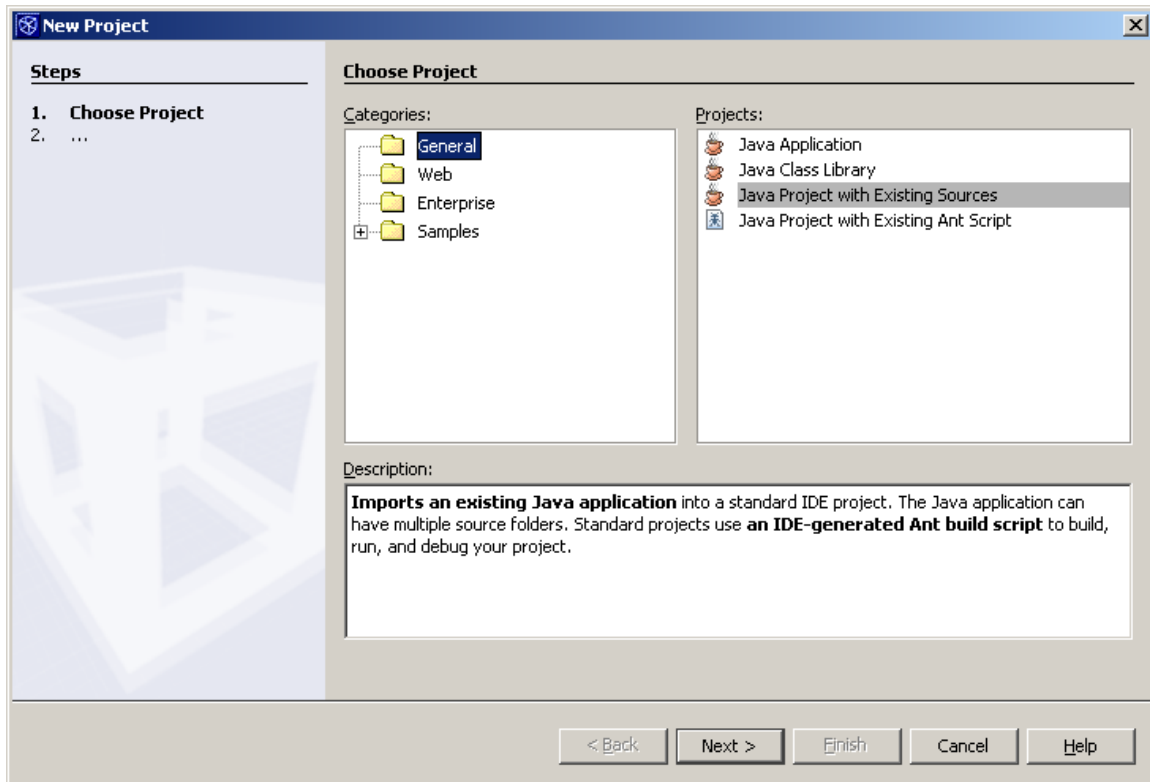 New Project
Steps
1. Choose Project
2. ...
Choose Project
Categories:
General
Web
Enterprise
Samples
Projects:
Java Application
Java Class Library
Java Project with Existing Sources
Java Project with Existing Ant Script
Description:
Imports an existing Java application into a standard IDE project. The Java application can
have multiple source folders. Standard projects use an IDE-generated Ant build script to build,
run, and debug your project.
< Back
Next >
Finish
Cancel
Help